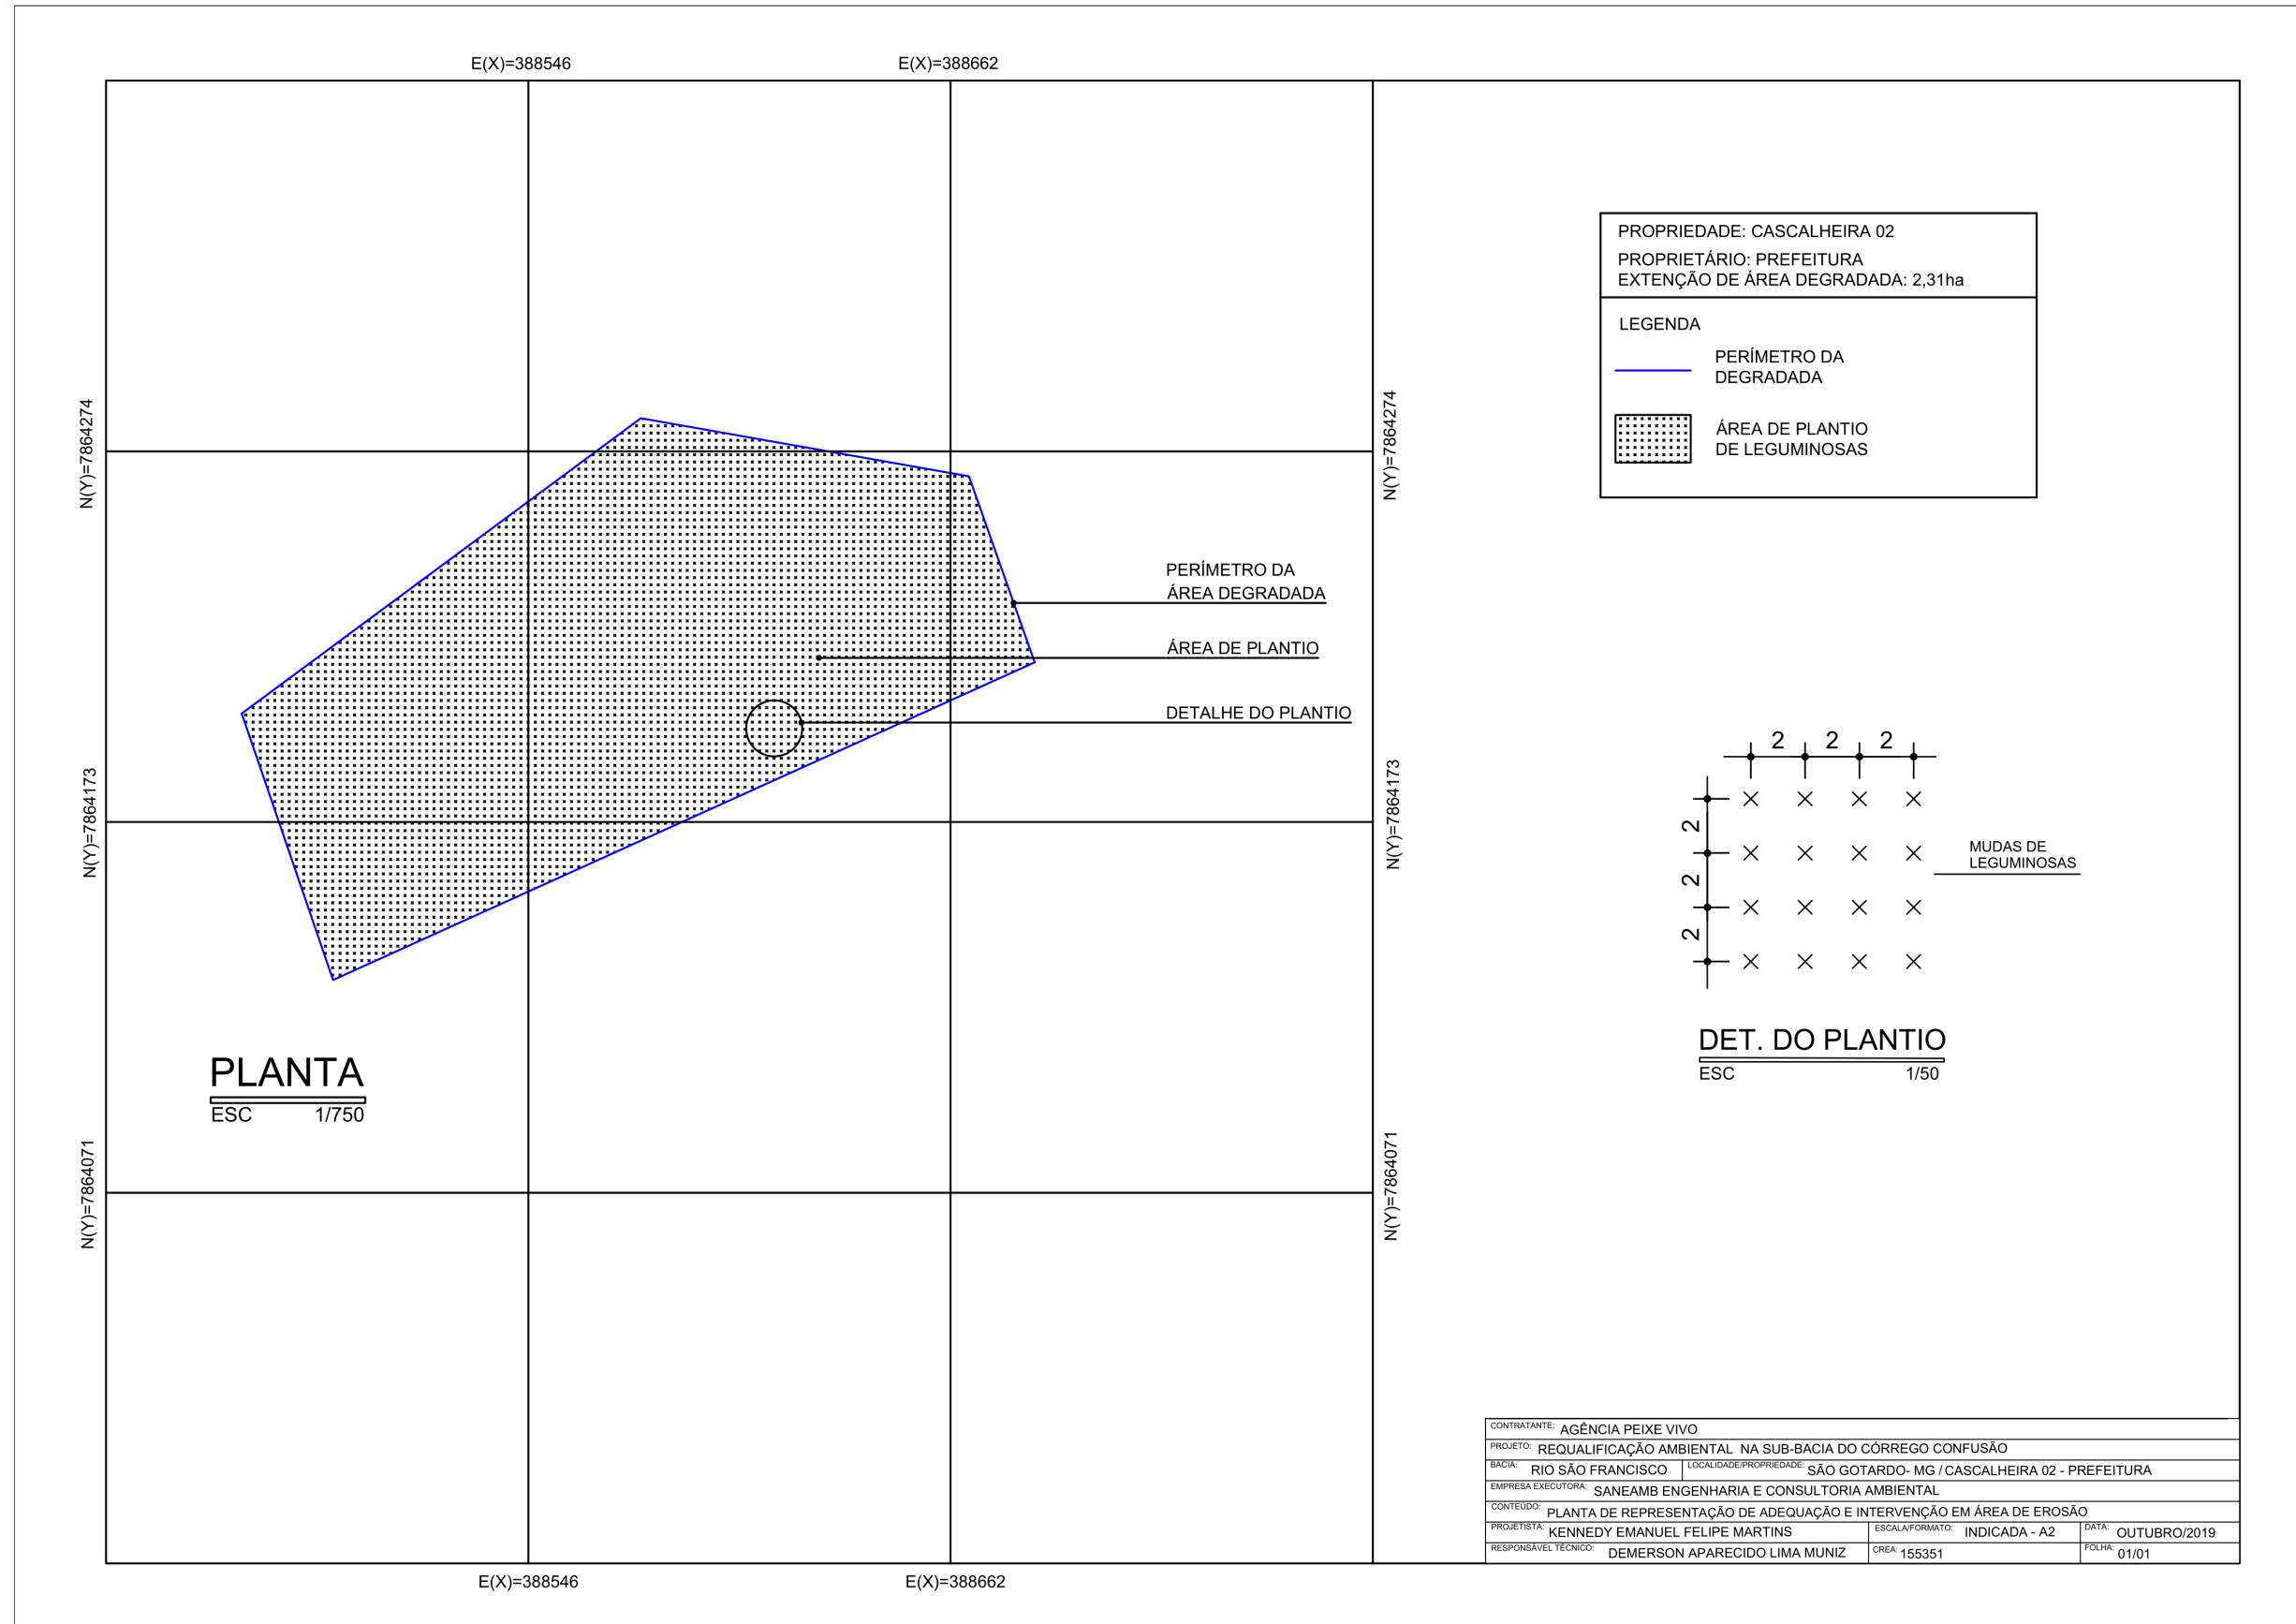 E(X)=388546
E(X)=388662
N(Y)=7864274
N(Y)=7864274
N(Y)=7864173
N(Y)=7864173
N(Y)=7864071
N(Y)=7864071
E(X)=388546
E(X)=388662
PERÍMETRO DA
ÁREA DEGRADADA
ÁREA DE PLANTIO
DETALHE DO PLANTIO
PLANTA
ESC 1/750
PROPRIEDADE: CASCALHEIRA 02
PROPRIETÁRIO: PREFEITURA
EXTENÇÃO DE ÁREA DEGRADADA: 2,31ha
LEGENDA
PERÍMETRO DA
DEGRADADA
ÁREA DE PLANTIO
DE LEGUMINOSAS
2 2 2
2
2
2
MUDAS DE
LEGUMINOSAS
DET. DO PLANTIO
ESC 1/50
CONTRATANTE: AGÊNCIA PEIXE VIVO
PROJETO: REQUALIFICAÇÃO AMBIENTAL NA SUB-BACIA DO CÓRREGO CONFUSÃO
BACIA: RIO SÃO FRANCISCO LOCALIDADE/PROPRIEDADE: SÃO GOTARDO- MG / CASCALHEIRA 02 - PREFEITURA
EMPRESA EXECUTORA: SANEAMB ENGENHARIA E CONSULTORIA AMBIENTAL
CONTEÚDO: PLANTA DE REPRESENTAÇÃO DE ADEQUAÇÃO E INTERVENÇÃO EM ÁREA DE EROSÃO
PROJETISTA: KENNEDY EMANUEL FELIPE MARTINS ESCALA/FORMATO: INDICADA - A2 DATA: OUTUBRO/2019
RESPONSÁVEL TÉCNICO: DEMERSON APARECIDO LIMA MUNIZ CREA: 155351 FOLHA: 01/01